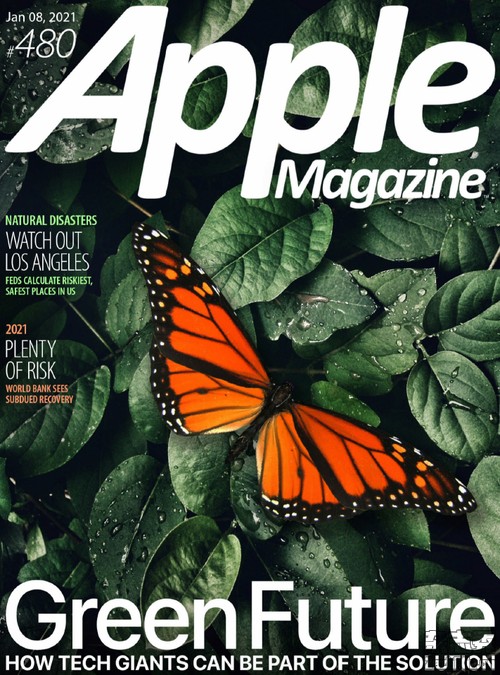 Jan 08, 2021
#480
Apple
Magazine
NATURAL DISASTERS
WATCH OUT
LOS ANGELES
FEDS CALCULATE RISKIEST,
SAFEST PLACES IN US
2021
PLENTY
OF RISK
WORLD BANK SEES
SUBDUED RECOVERY
Green Future
HOW TECH GIANTS CAN BE PART OF THE SOLUTION